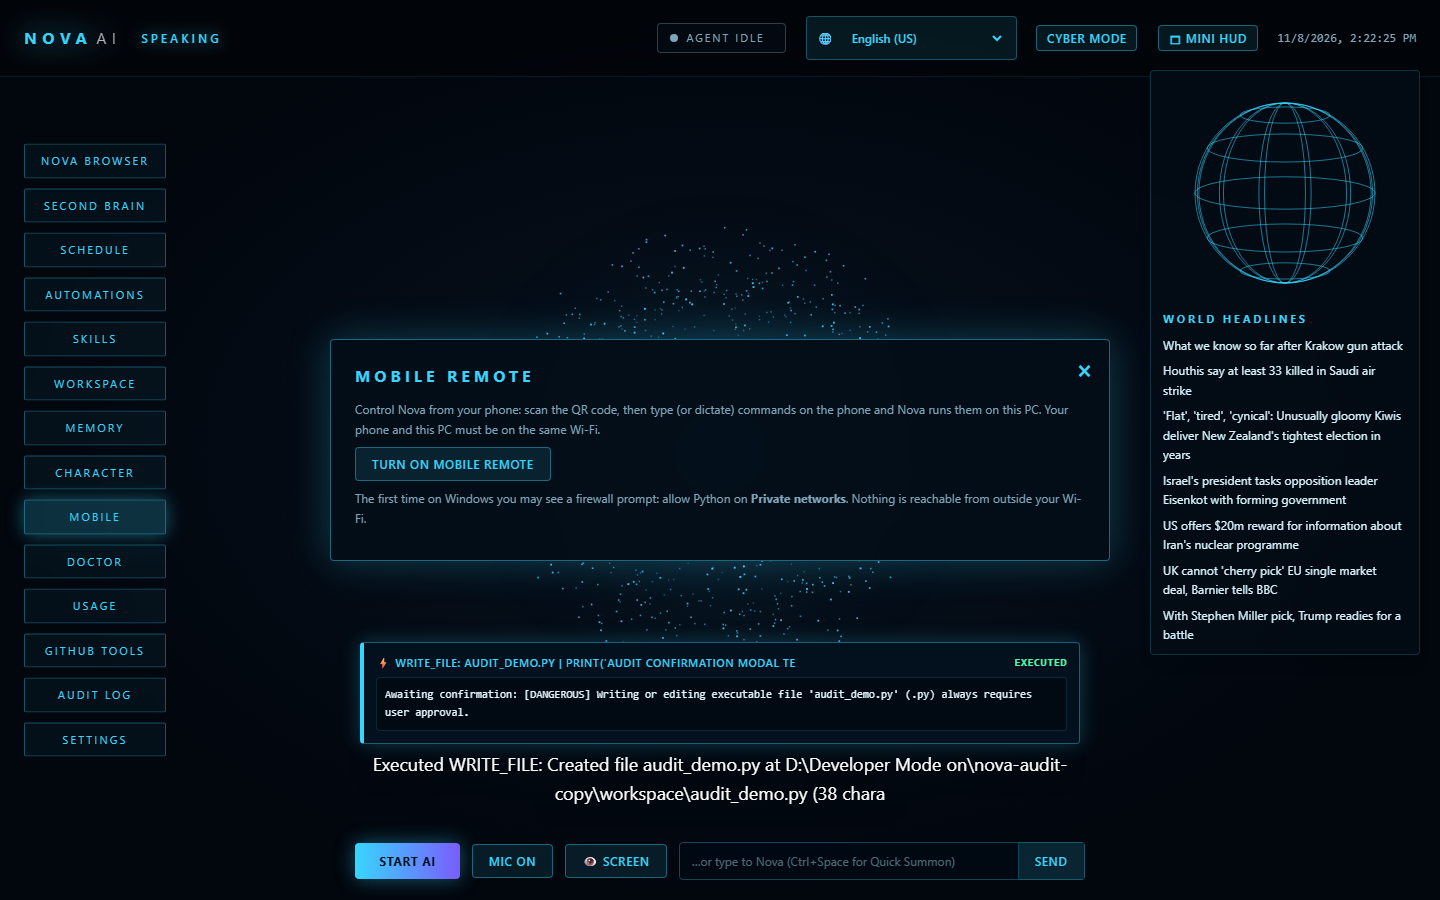 NOVA AI SPEAKING
AGENT IDLE
English (US)
CYBER MODE
MINI HUD
11/8/2026, 2:22:25 PM
NOVA BROWSER
SECOND BRAIN
SCHEDULE
AUTOMATIONS
SKILLS
WORKSPACE
MEMORY
CHARACTER
MOBILE
DOCTOR
USAGE
GITHUB TOOLS
AUDIT LOG
SETTINGS
MOBILE REMOTE
Control Nova from your phone: scan the QR code, then type (or dictate) commands on the phone and Nova runs them on this PC. Your
phone and this PC must be on the same Wi-Fi.
TURN ON MOBILE REMOTE
The first time on Windows you may see a firewall prompt: allow Python on Private networks. Nothing is reachable from outside your Wi-
Fi.
WRITE_FILE: AUDIT_DEMO.PY | PRINT('AUDIT CONFIRMATION MODAL TE
EXECUTED
Awaiting confirmation: [DANGEROUS] Writing or editing executable file 'audit_demo.py' (.py) always requires
user approval.
Executed WRITE_FILE: Created file audit_demo.py at D:\Developer Mode on\nova-audit-
copy\workspace\audit_demo.py (38 chara
START AI
MIC ON
SCREEN
...or type to Nova (Ctrl+Space for Quick Summon)
SEND
WORLD HEADLINES
What we know so far after Krakow gun attack
Houthis say at least 33 killed in Saudi air
strike
'Flat', 'tired', 'cynical': Unusually gloomy Kiwis
deliver New Zealand's tightest election in
years
Israel's president tasks opposition leader
Eisenkot with forming government
US offers $20m reward for information about
Iran's nuclear programme
UK cannot 'cherry pick' EU single market
deal, Barnier tells BBC
With Stephen Miller pick, Trump readies for a
battle